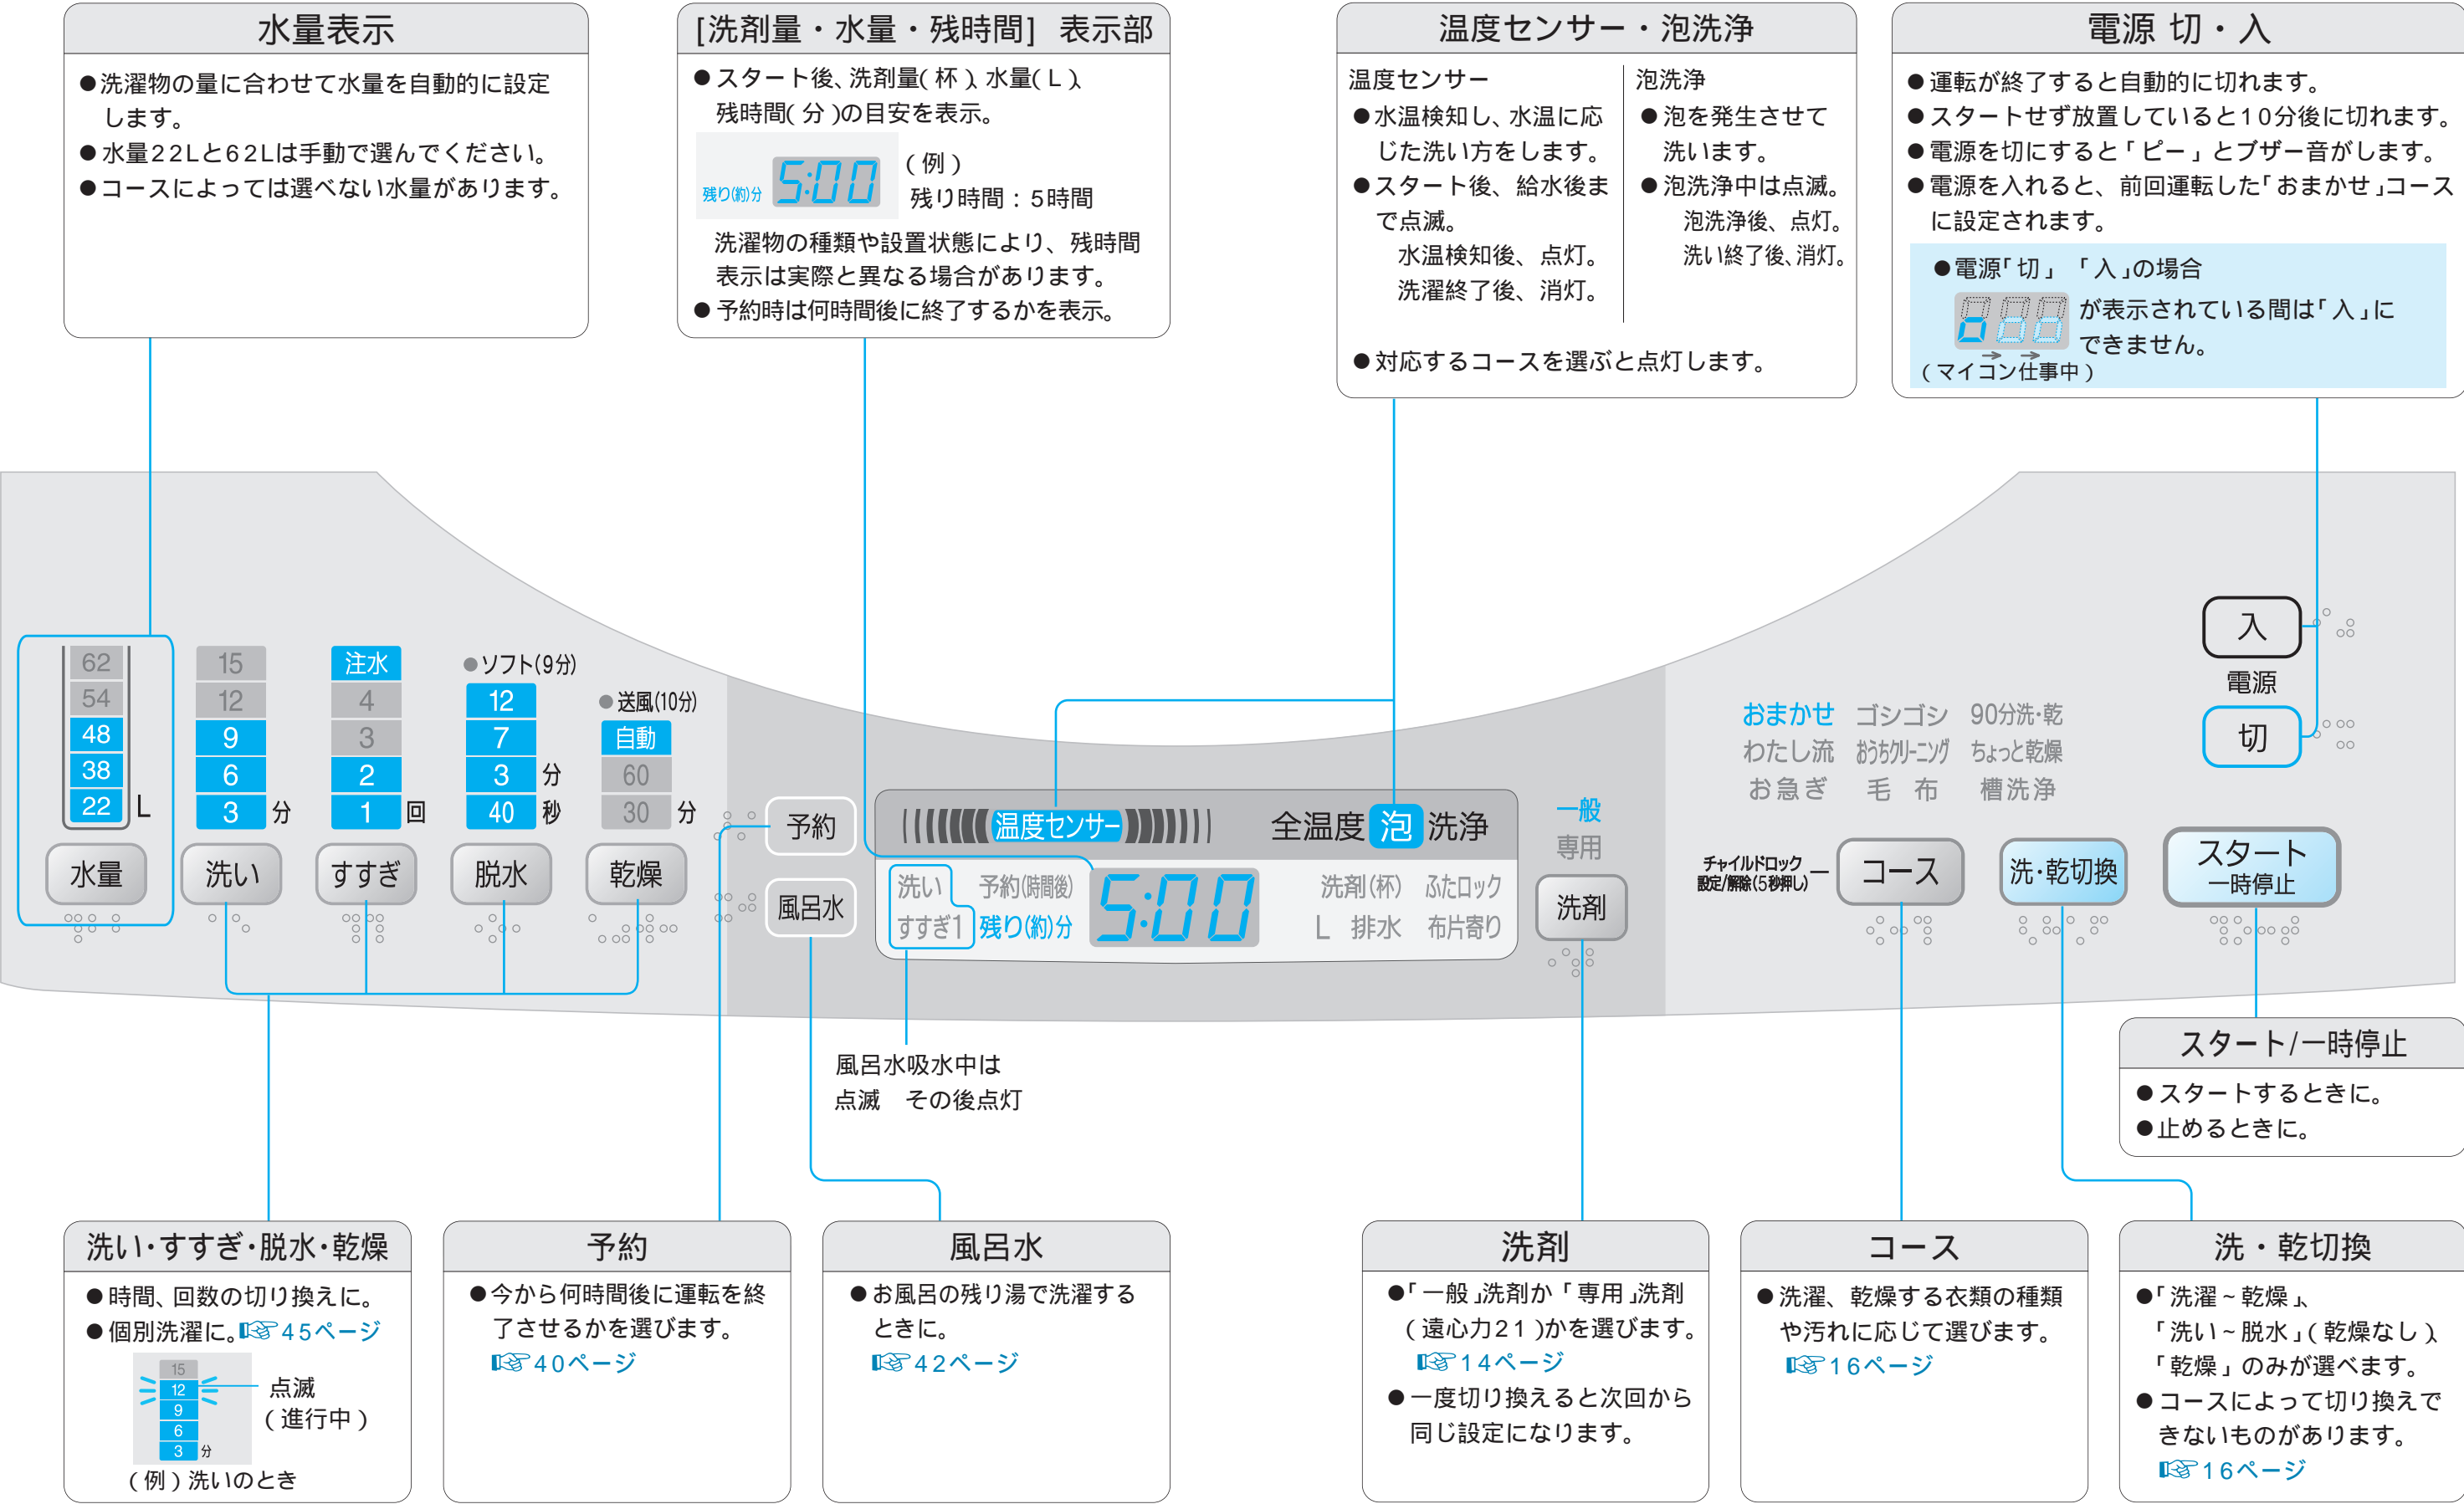 水量表示
●洗濯物の量に合わせて水量を自動的に設定
します。
●水量22Lと62Lは手動で選んでください。
●コースによっては選べない水量があります。
[洗剤量・水量・残時間] 表示部
●スタート後、洗剤量(杯)、水量(L)、
残時間(分)の目安を表示。
残り(約)分 5:00
(例)
残り時間:5時間
洗濯物の種類や設置状態により、残時間
表示は実際と異なる場合があります。
●予約時は何時間後に終了するかを表示。
温度センサー・泡洗浄
温度センサー
●水温検知し、水温に応
じた洗い方をします。
●スタート後、給水後ま
で点滅。
水温検知後、点灯。
洗濯終了後、消灯。
泡洗浄
●泡を発生させて
洗います。
●泡洗浄中は点滅。
泡洗浄後、点灯。
洗い終了後、消灯。
●対応するコースを選ぶと点灯します。
電源 切・入
●運転が終了すると自動的に切れます。
●スタートせず放置していると10分後に切れます。
●電源を切にすると「ピー」とブザー音がします。
●電源を入れると、前回運転した「おまかせ」コース
に設定されます。
●電源「切」「入」の場合
が表示されている間は「入」に
できません。
(マイコン仕事中)
62
54
48
38
22 L
水量
15
12
9
6
3 分
洗い
注水
4
3
2
1 回
すすぎ
●ソフト(9分)
12
7
3 分
40 秒
脱水
●送風(10分)
自動
60
30 分
乾燥
予約
風呂水
温度センサー
全温度 泡 洗浄
洗い 予約(時間後)
すすぎ1 残り(約)分
5:00
洗剤(杯) ふたロック
L 排水 布片寄り
一般
専用
洗剤
おまかせ ゴシゴシ 90分洗・乾
わたし流 おうちクリーニング ちょっと乾燥
お急ぎ 毛布 槽洗浄
チャイルドロック
設定/解除(5秒押し)
コース
洗・乾切換
入
電源
切
スタート
一時停止
風呂水吸水中は
点滅 その後点灯
スタート/一時停止
●スタートするときに。
●止めるときに。
洗い・すすぎ・脱水・乾燥
●時間、回数の切り換えに。
●個別洗濯に。☞45ページ
15
12
9
6
3 分
点滅
(進行中)
(例)洗いのとき
予約
●今から何時間後に運転を終
了させるかを選びます。
☞40ページ
風呂水
●お風呂の残り湯で洗濯する
ときに。
☞42ページ
洗剤
●「一般」洗剤か「専用」洗剤
(遠心力21)かを選びます。
☞14ページ
●一度切り換えると次回から
同じ設定になります。
コース
●洗濯、乾燥する衣類の種類
や汚れに応じて選びます。
☞16ページ
洗・乾切換
●「洗濯~乾燥」、
「洗い~脱水」(乾燥なし)、
「乾燥」のみが選べます。
●コースによって切り換えで
きないものがあります。
☞16ページ